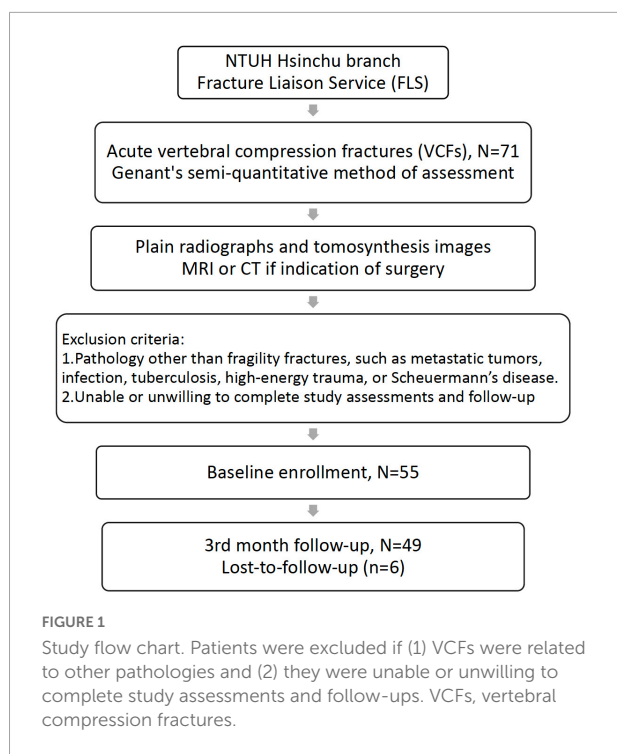 NTUH Hsinchu branch
Fracture Liaison Service (FLS)
Acute vertebral compression fractures (VCFs), N=71
Genant's semi-quantitative method of assessment
Plain radiographs and tomosynthesis images
MRI or CT if indication of surgery
Exclusion criteria:
1.Pathology other than fragility fractures, such as metastatic tumors,
infection, tuberculosis, high-energy trauma, or Scheuermann’s disease.
2.Unable or unwilling to complete study assessments and follow-up
Baseline enrollment, N=55
3rd month follow-up, N=49
Lost-to-follow-up (n=6)
FIGURE 1
Study flow chart. Patients were excluded if (1) VCFs were related
to other pathologies and (2) they were unable or unwilling to
complete study assessments and follow-ups. VCFs, vertebral
compression fractures.